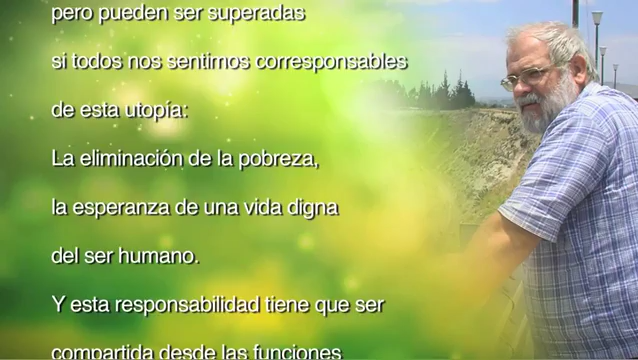 pero pueden ser superadas
si todos nos sentimos corresponsables
de esta utopía:
La eliminación de la pobreza,
la esperanza de una vida digna
del ser humano.
Y esta responsabilidad tiene que ser
compartida desde las funciones